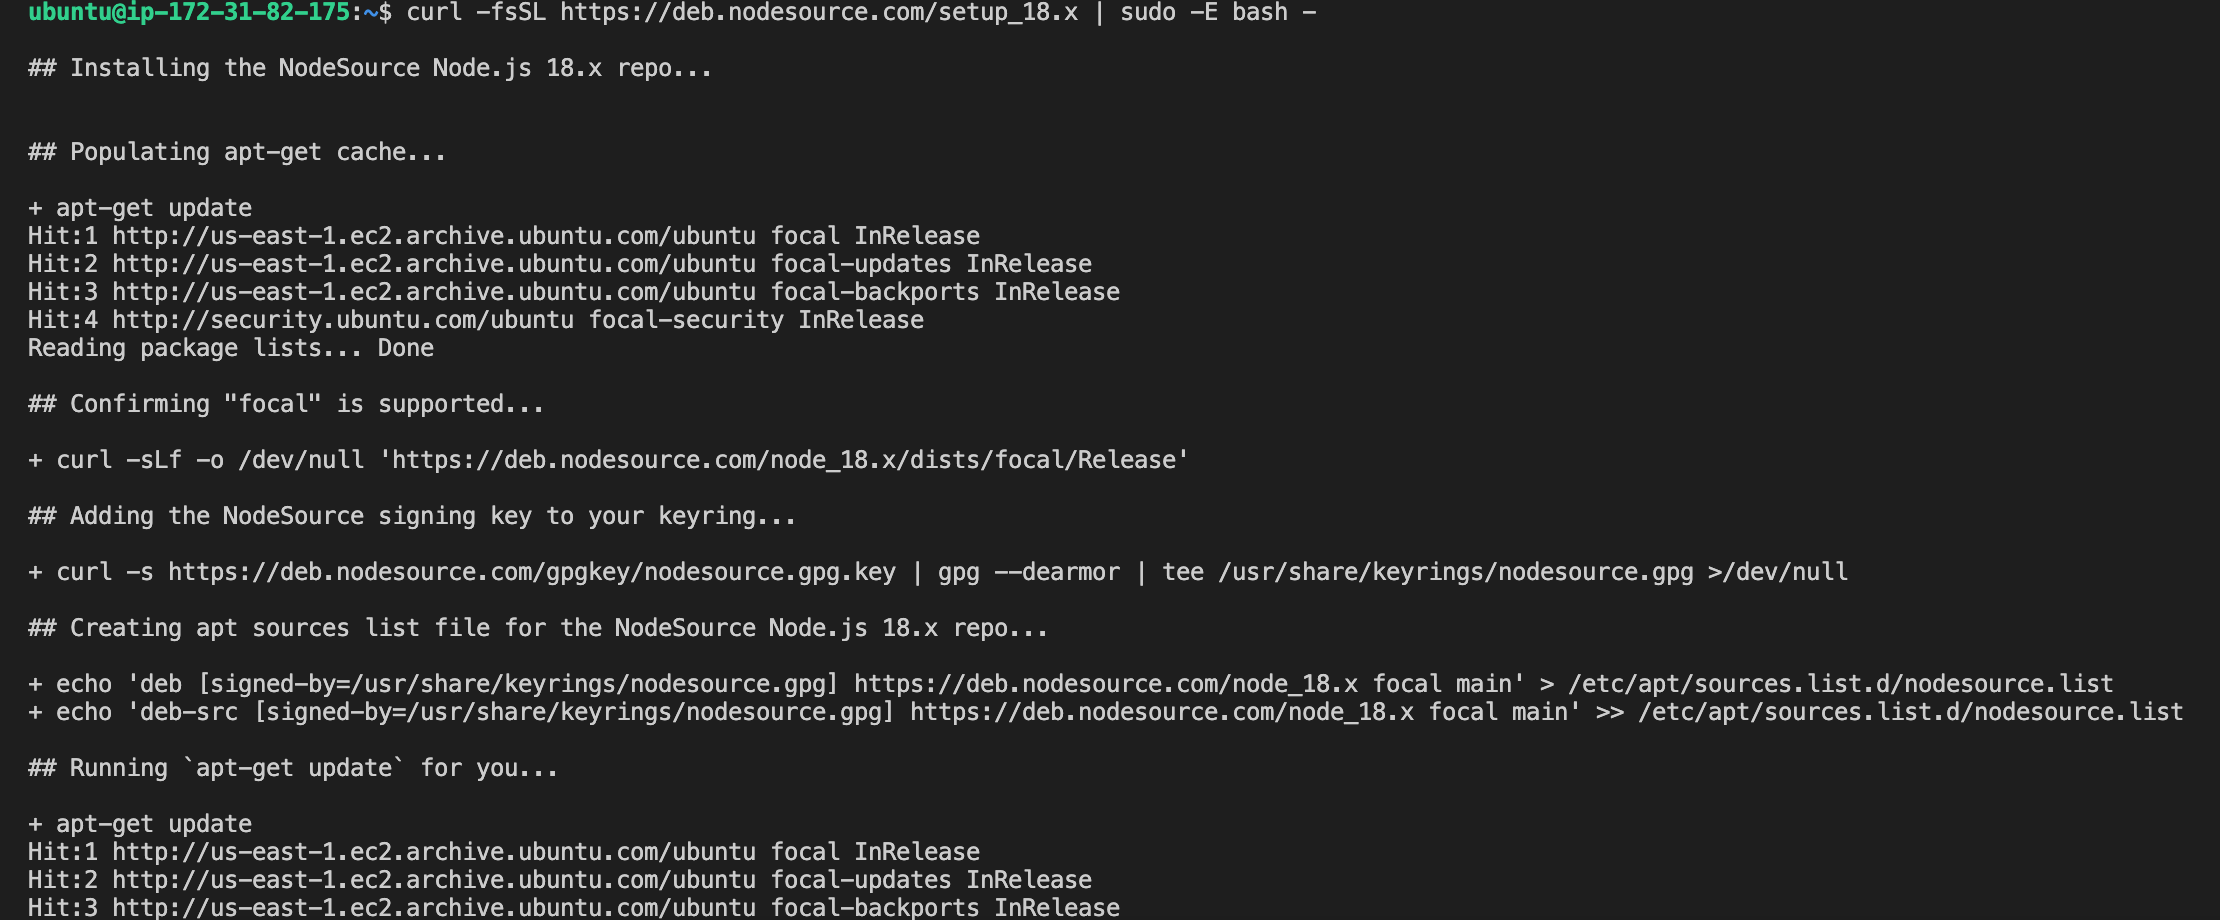 ubuntu@ip-172-31-82-175:~$ curl -fsSL https://deb.nodesource.com/setup_18.x | sudo -E bash -
## Installing the NodeSource Node.js 18.x repo...
## Populating apt-get cache...
+ apt-get update
Hit:1 http://us-east-1.ec2.archive.ubuntu.com/ubuntu focal InRelease
Hit:2 http://us-east-1.ec2.archive.ubuntu.com/ubuntu focal-updates InRelease
Hit:3 http://us-east-1.ec2.archive.ubuntu.com/ubuntu focal-backports InRelease
Hit:4 http://security.ubuntu.com/ubuntu focal-security InRelease
Reading package lists... Done
## Confirming "focal" is supported...
+ curl -sLf -o /dev/null 'https://deb.nodesource.com/node_18.x/dists/focal/Release'
## Adding the NodeSource signing key to your keyring...
+ curl -s https://deb.nodesource.com/gpgkey/nodesource.gpg.key | gpg --dearmor | tee /usr/share/keyrings/nodesource.gpg >/dev/null
## Creating apt sources list file for the NodeSource Node.js 18.x repo...
+ echo 'deb [signed-by=/usr/share/keyrings/nodesource.gpg] https://deb.nodesource.com/node_18.x focal main' > /etc/apt/sources.list.d/nodesource.list
+ echo 'deb-src [signed-by=/usr/share/keyrings/nodesource.gpg] https://deb.nodesource.com/node_18.x focal main' >> /etc/apt/sources.list.d/nodesource.list
## Running `apt-get update` for you...
+ apt-get update
Hit:1 http://us-east-1.ec2.archive.ubuntu.com/ubuntu focal InRelease
Hit:2 http://us-east-1.ec2.archive.ubuntu.com/ubuntu focal-updates InRelease
Hit:3 http://us-east-1.ec2.archive.ubuntu.com/ubuntu focal-backports InRelease